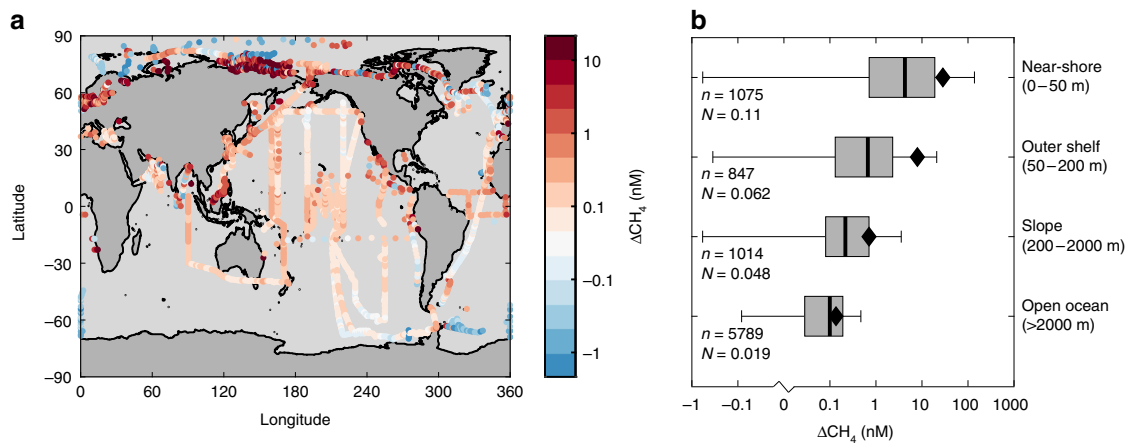 a
90
60
30
0
−30
−60
−90
Latitude
0
60
120
180
240
300
360
Longitude
10
1
0.1
−0.1
−1
ΔCH4 (nM)
b
n = 1075
N = 0.11
Near-shore
(0−50 m)
n = 847
N = 0.062
Outer shelf
(50−200 m)
n = 1014
N = 0.048
Slope
(200−2000 m)
n = 5789
N = 0.019
Open ocean
(>2000 m)
−1
−0.1
0
0.1
1
10
100
1000
ΔCH4 (nM)